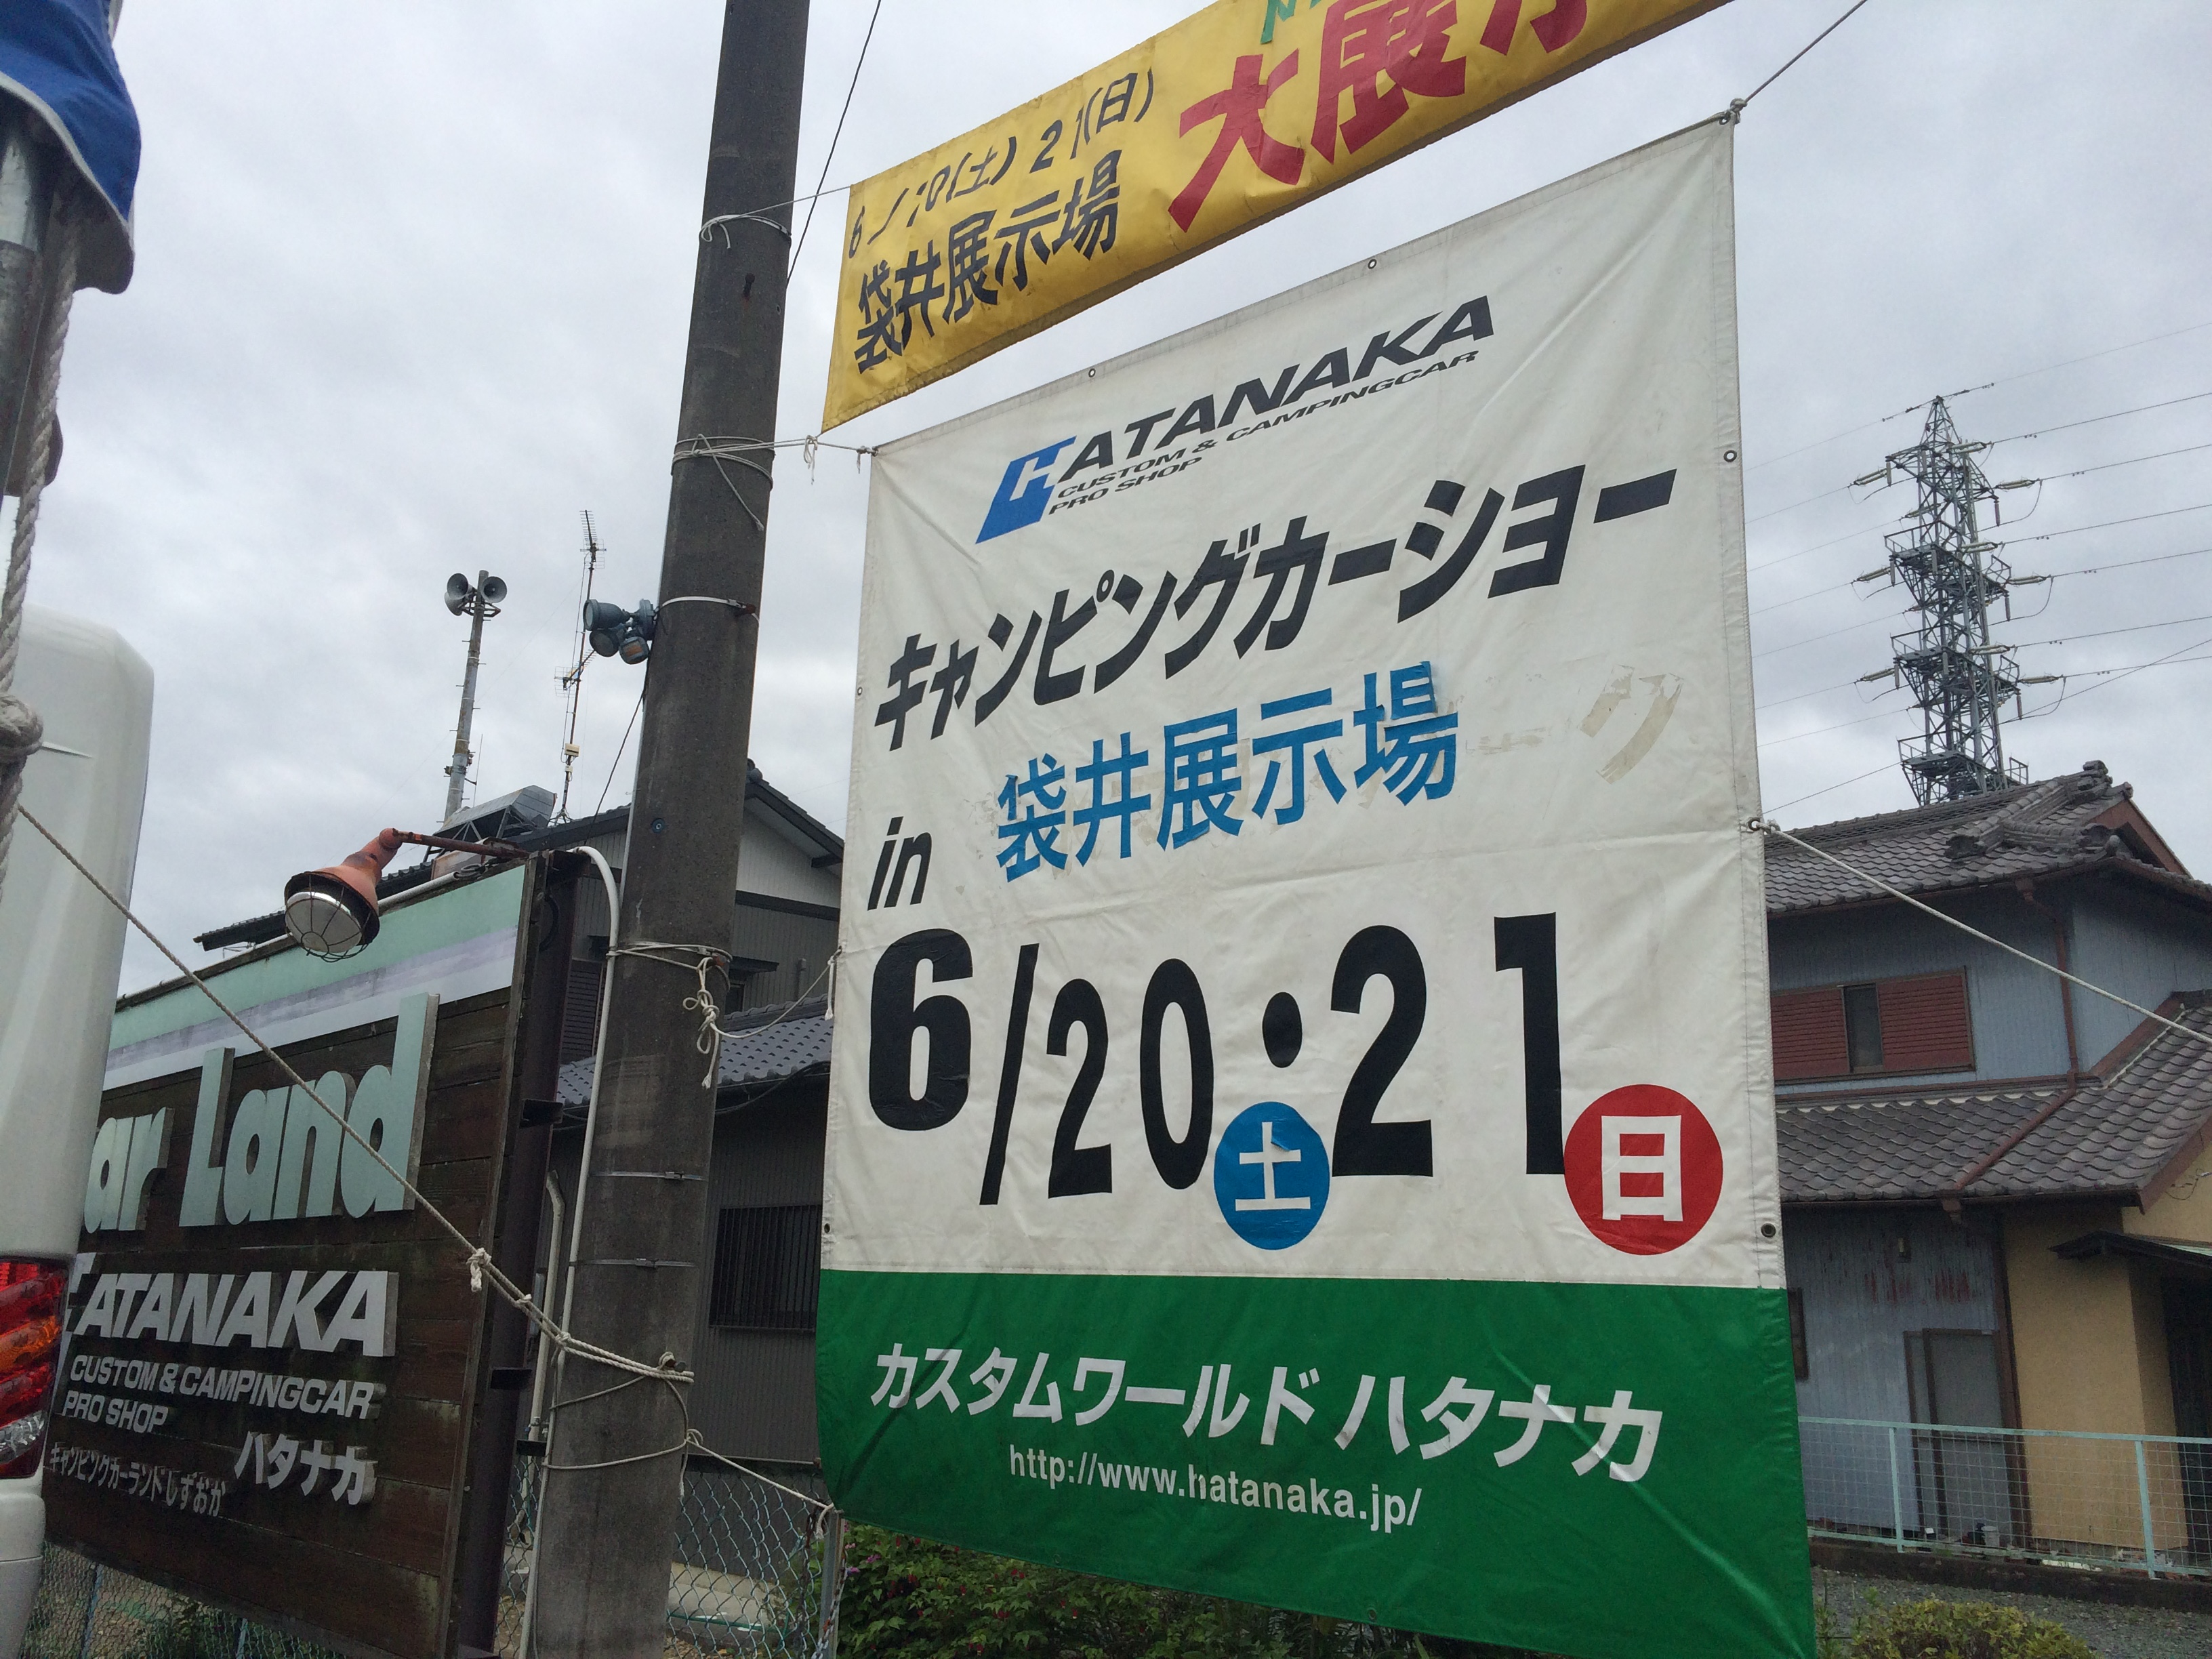 6/20(土)21(日)
袋井展示場
大展示
HATANAKA
CUSTOM & CAMPINGCAR
PRO SHOP
キャンピングカーショー
in 袋井展示場
6/20・21
土
日
カスタムワールド ハタナカ
http://www.hatanaka.jp/
ar Land
HATANAKA
CUSTOM & CAMPINGCAR
PRO SHOP
ハタナカ
キャンピングカーランドしずおか